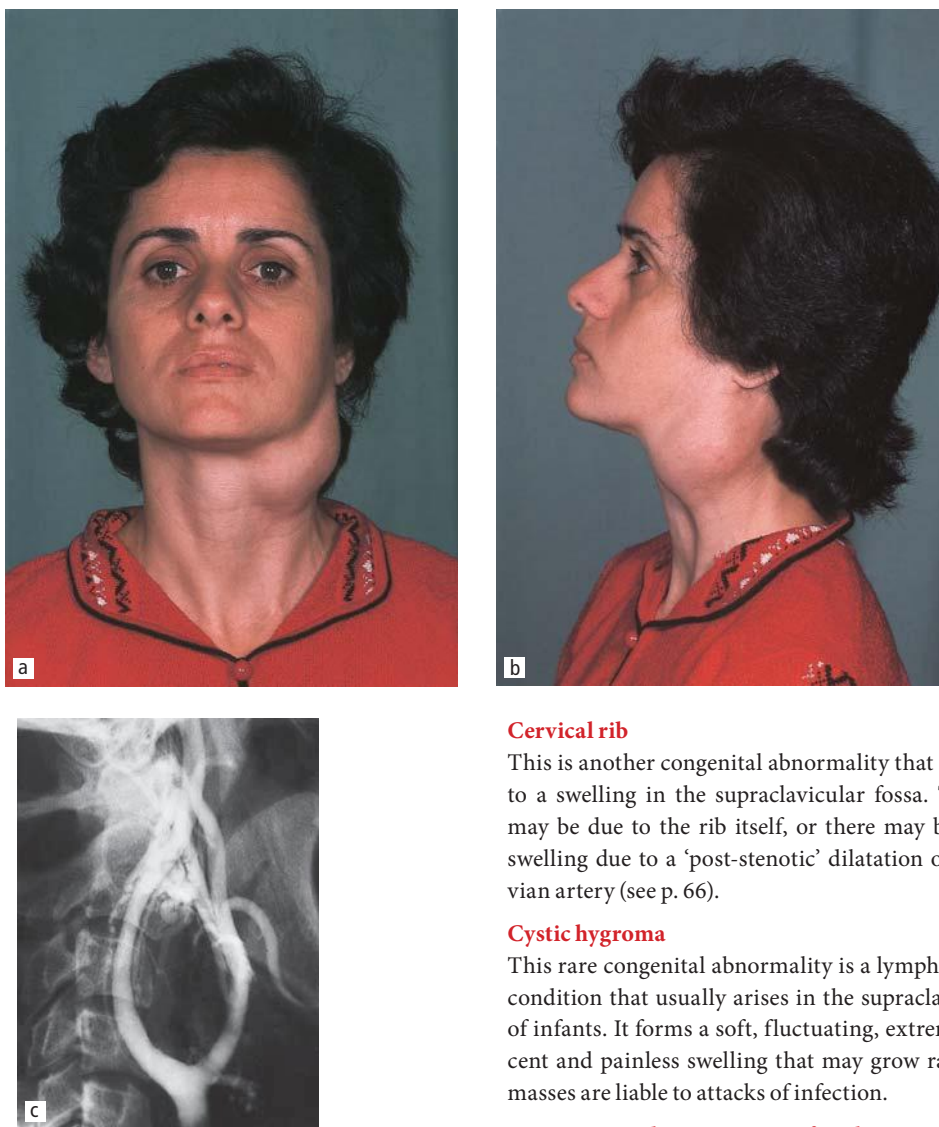 a
b
c
Cervical rib
This is another congenital abnormality that
to a swelling in the supraclavicular fossa.
may be due to the rib itself, or there may
swelling due to a ‘post-stenotic’ dilatation
vian artery (see p. 66).
Cystic hygroma
This rare congenital abnormality is a lymph
condition that usually arises in the supracla
of infants. It forms a soft, fluctuating, extrem
cent and painless swelling that may grow ra
masses are liable to attacks of infection.